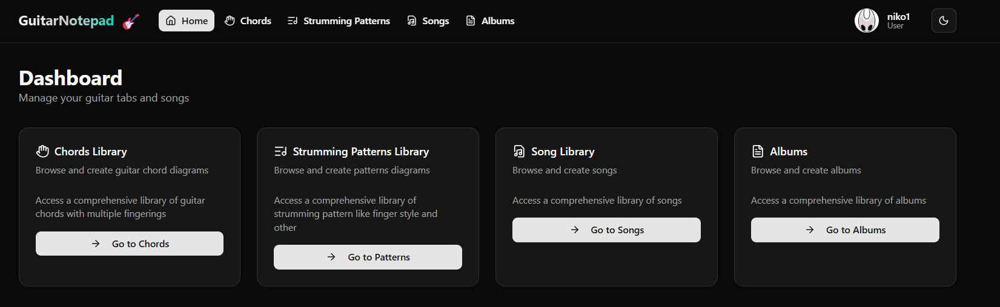 GuitarNotepad
Home
Chords
Strumming Patterns
Songs
Albums
niko1
User
Dashboard
Manage your guitar tabs and songs
Chords Library
Browse and create guitar chord diagrams
Access a comprehensive library of guitar
chords with multiple fingerings
Go to Chords
Strumming Patterns Library
Browse and create patterns diagrams
Access a comprehensive library of
strumming pattern like finger style and
other
Go to Patterns
Song Library
Browse and create songs
Access a comprehensive library of songs
Go to Songs
Albums
Browse and create albums
Access a comprehensive library of albums
Go to Albums